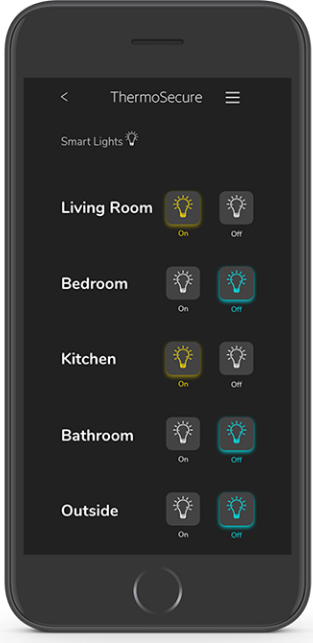 ThermoSecure
Smart Lights
Living Room
On Off
Bedroom
On Off
Kitchen
On Off
Bathroom
On Off
Outside
On Off